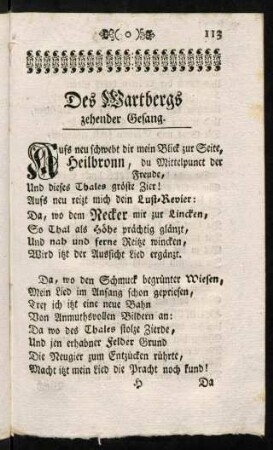 ( o ) 113
Des Wartbergs
zehender Gesang.
Aufs neu schwebt dir mein Blick zur Seite,
Heilbronn, du Mittelpunct der
Freude,
Und dieses Thales gröste Zier!
Aufs neu reizt mich dein Lust-Revier:
Da, wo dem Necker mir zur Lincken,
So Thal als Höhe prächtig glänzt,
Und nah und ferne Reitze wincken,
Wird itzt der Aussicht Lied ergänzt.
Da, wo den Schmuck begrünter Wiesen,
Mein Lied im Anfang schon gepriesen,
Tret ich itzt eine neue Bahn
Von Anmuthsvollen Bildern an:
Da wo des Thales stolze Zierde,
Und jen erhabner Felder Grund
Die Neugier zum Entzücken rührte,
Macht itzt mein Lied die Pracht noch kund!
H Da